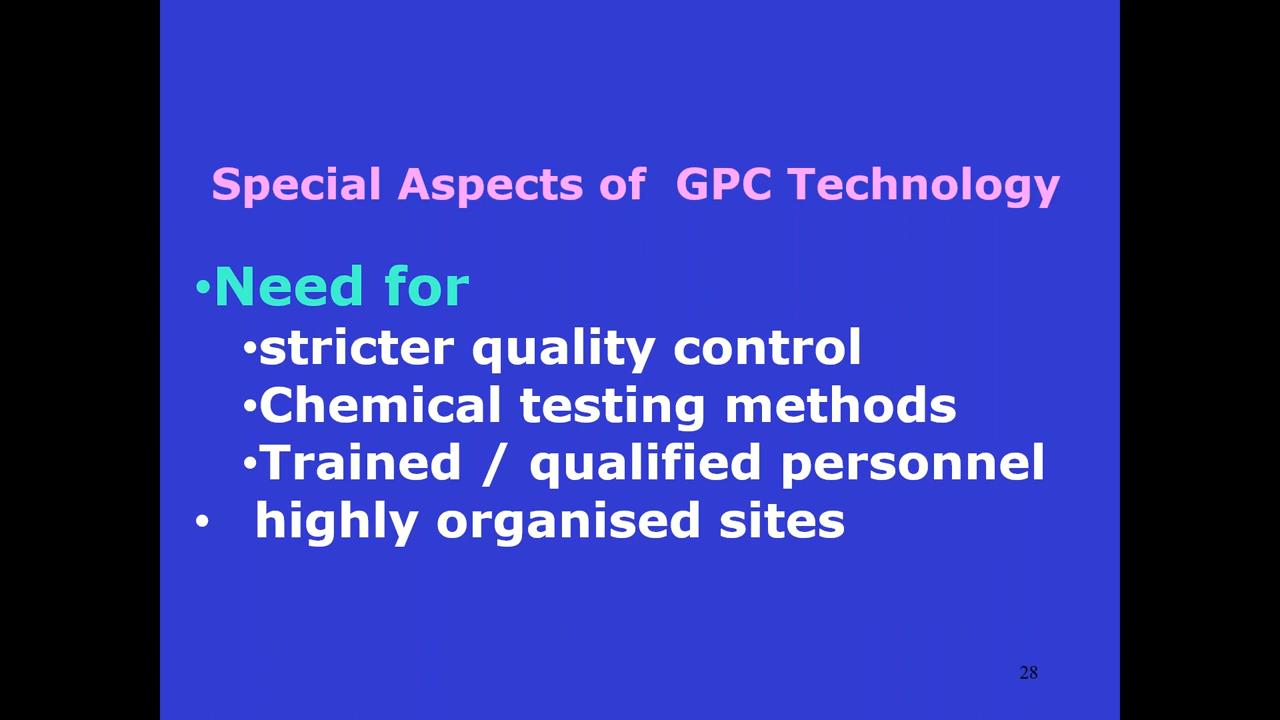 Special Aspects of  GPC Technology
•Need for
•stricter quality control
•Chemical testing methods
•Trained / qualified personnel
•   highly organised sites
28